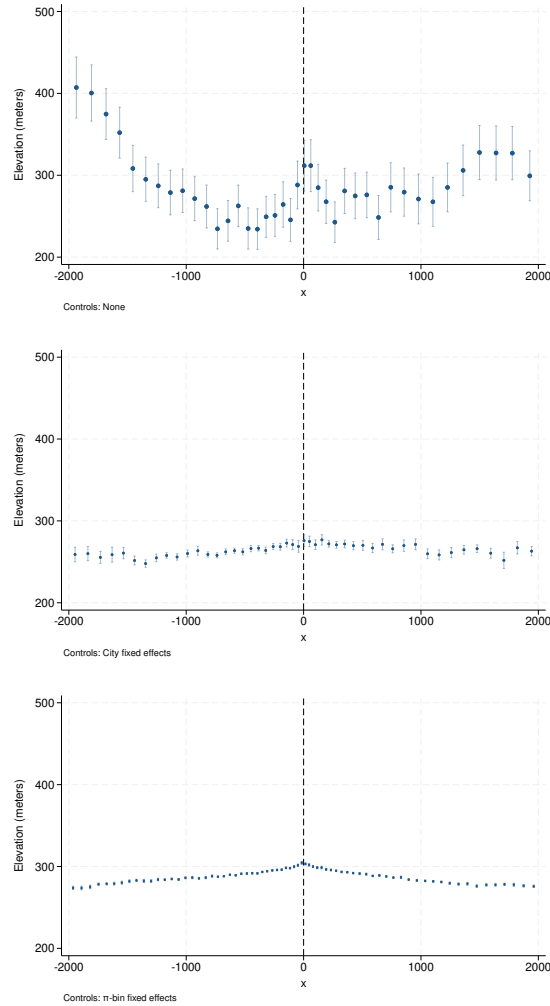 500
400
300
200
Elevation (meters)
-2000 -1000 0 1000 2000
x
Controls: None
500
400
300
200
Elevation (meters)
-2000 -1000 0 1000 2000
x
Controls: City fixed effects
500
400
300
200
Elevation (meters)
-2000 -1000 0 1000 2000
x
Controls: π-bin fixed effects